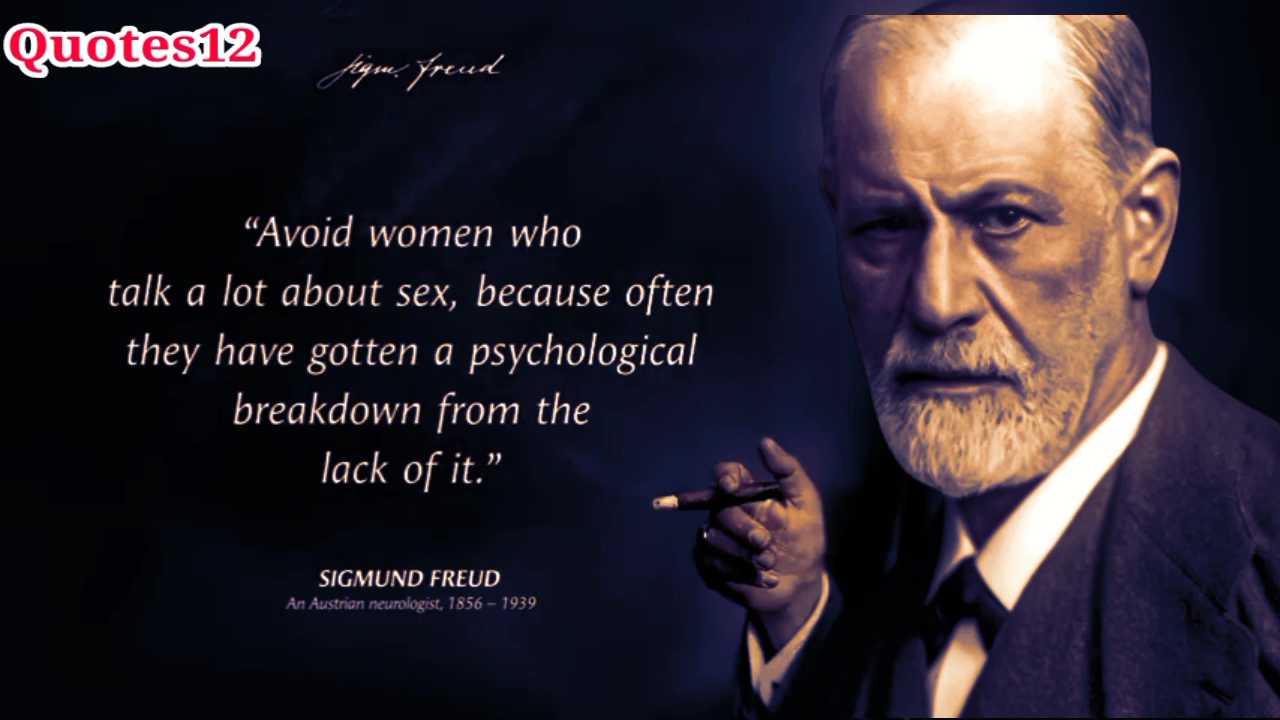 Quotes12
Sigm. Freud
“Avoid women who
talk a lot about sex, because often
they have gotten a psychological
breakdown from the
lack of it.”
SIGMUND FREUD
An Austrian neurologist, 1856 – 1939